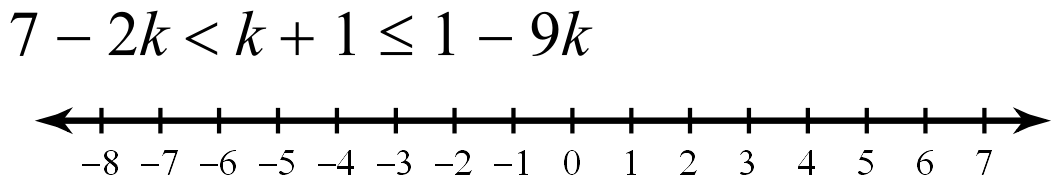 7 − 2k < k + 1 ≤ 1 − 9k
−8 −7 −6 −5 −4 −3 −2 −1 0 1 2 3 4 5 6 7